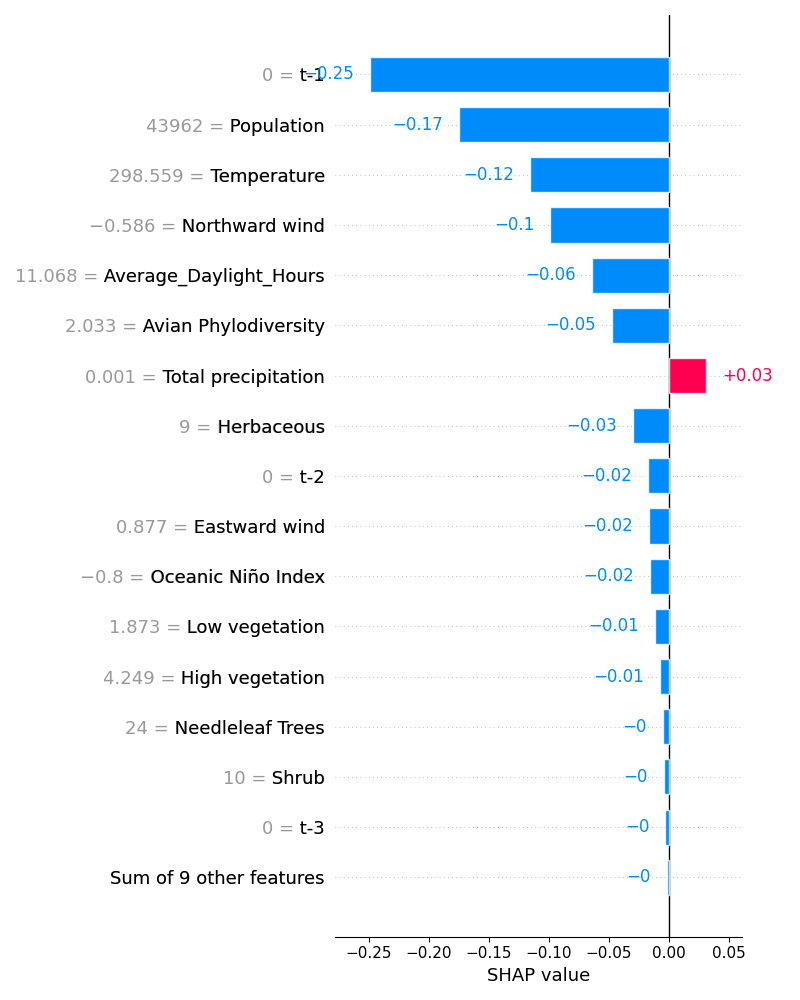 0 = t-1 −0.25
43962 = Population −0.17
298.559 = Temperature −0.12
−0.586 = Northward wind −0.1
11.068 = Average_Daylight_Hours −0.06
2.033 = Avian Phylodiversity −0.05
0.001 = Total precipitation +0.03
9 = Herbaceous −0.03
0 = t-2 −0.02
0.877 = Eastward wind −0.02
−0.8 = Oceanic Niño Index −0.02
1.873 = Low vegetation −0.01
4.249 = High vegetation −0.01
24 = Needleleaf Trees −0
10 = Shrub −0
0 = t-3 −0
Sum of 9 other features −0
−0.25 −0.20 −0.15 −0.10 −0.05 0.00 0.05
SHAP value